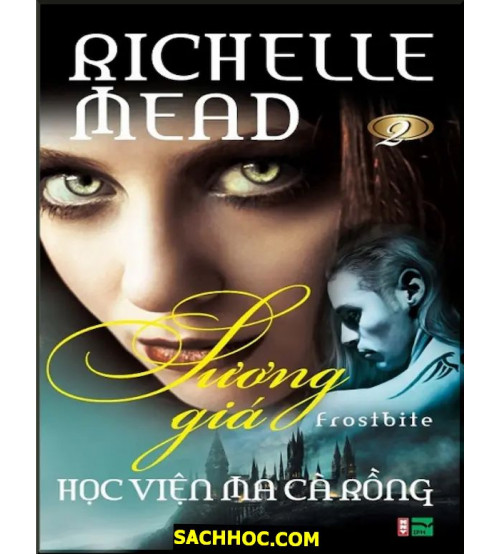 RICHELLE
MEAD
2
Sương
giá
Frostbite
HỌC VIỆN MA CÀ RỒNG
SACHHOC.COM